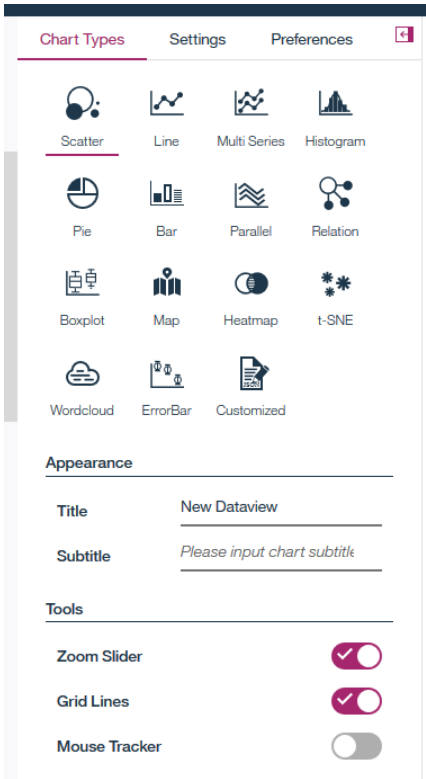 Chart Types Settings Preferences
Scatter Line Multi Series Histogram
Pie Bar Parallel Relation
Boxplot Map Heatmap t-SNE
JSON
Wordcloud ErrorBar Customized
Appearance
Title New Dataview
Subtitle Please input chart subtitle
Tools
Zoom Slider
Grid Lines
Mouse Tracker